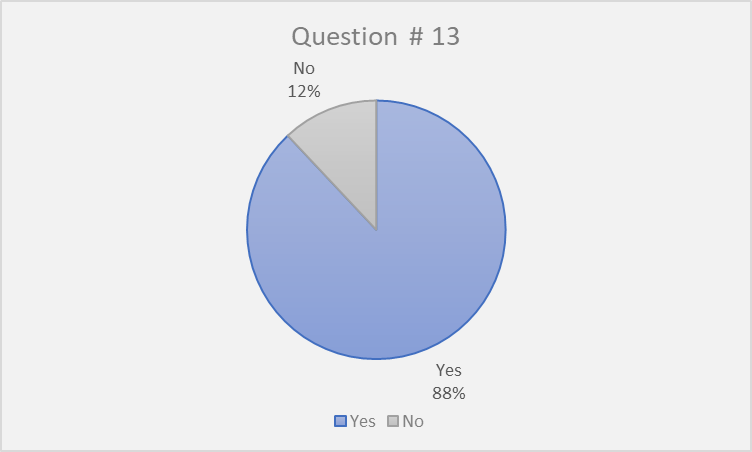 Question # 13
No
12%
Yes
88%
Yes No